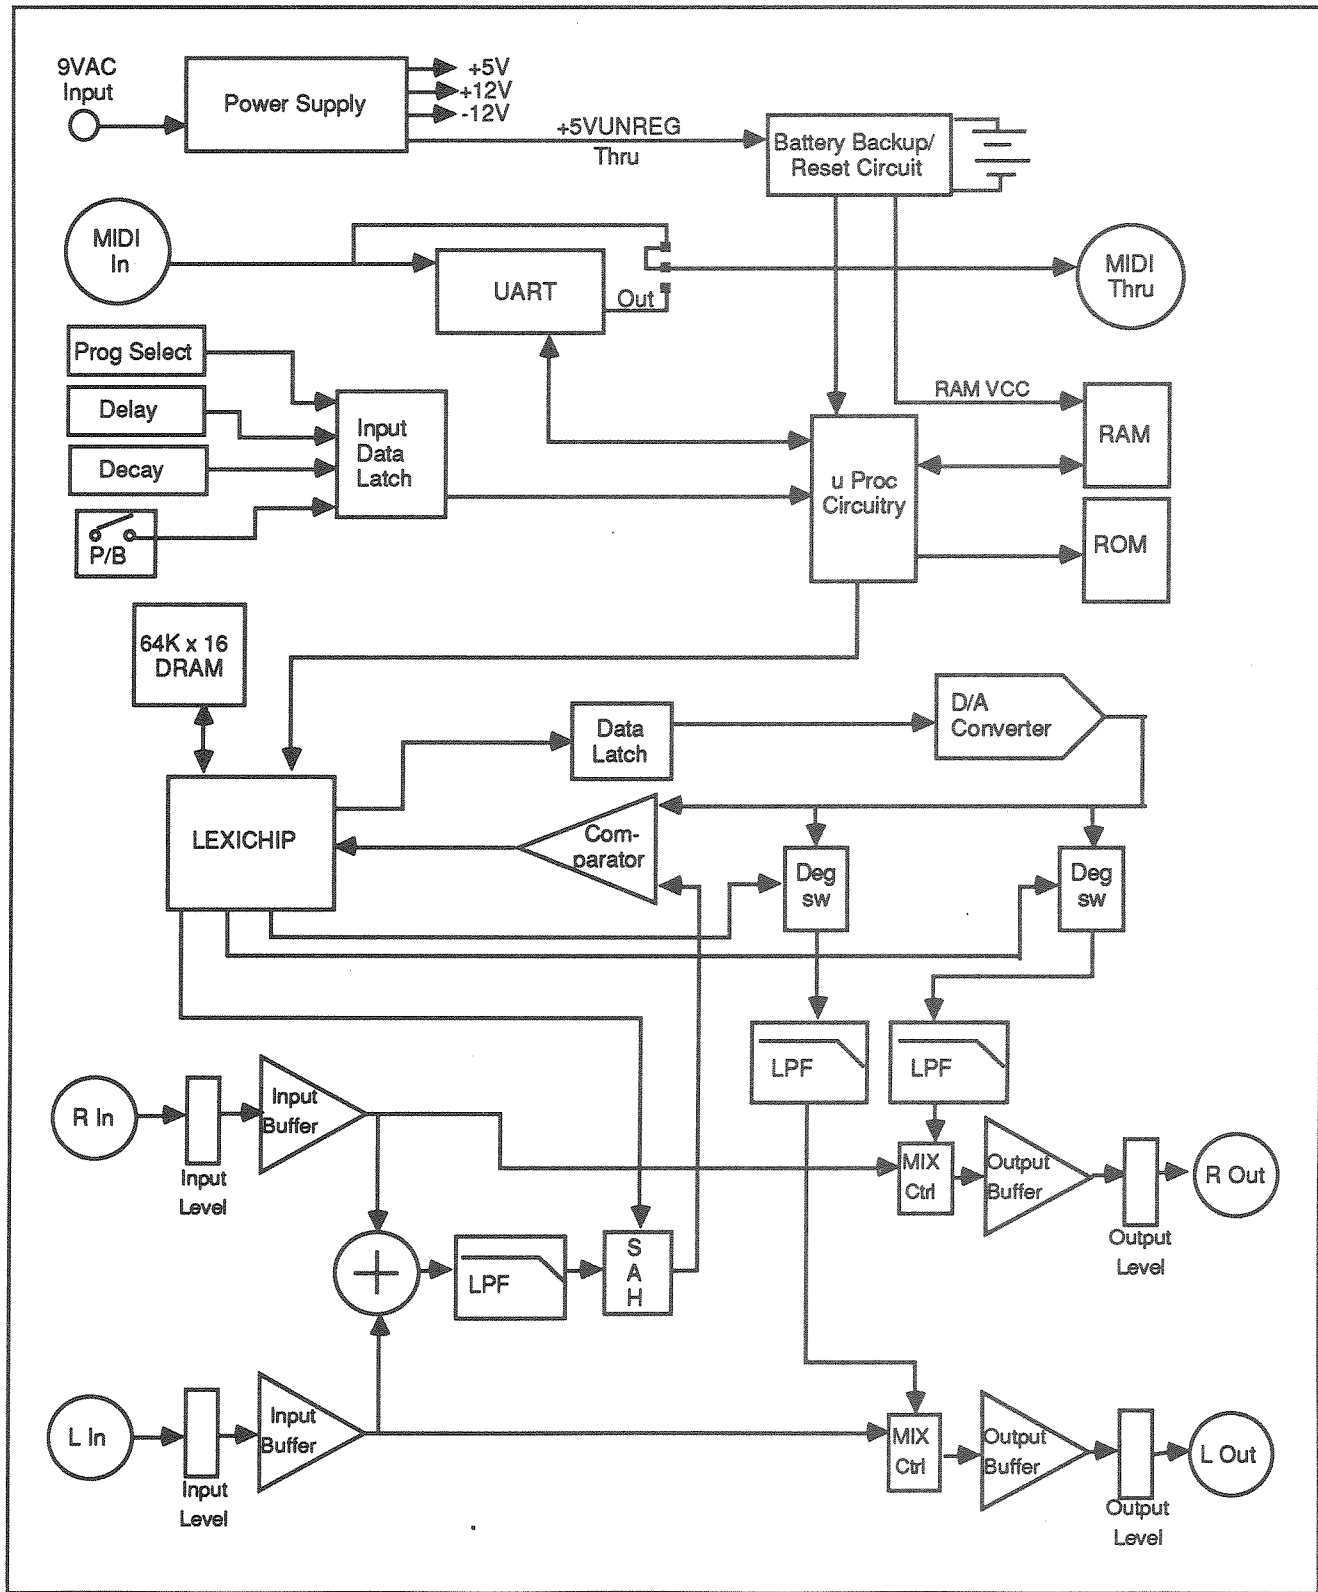 9VAC
Input
Power Supply
+5V
+12V
-12V
+5VUNREG
Thru
Battery Backup/
Reset Circuit
MIDI
In
UART
Out
MIDI
Thru
Prog Select
Delay
Decay
P/B
Input
Data
Latch
RAM VCC
RAM
u Proc
Circuitry
ROM
64K x 16
DRAM
Data
Latch
D/A
Converter
LEXICHIP
Com-
parator
Deg
sw
Deg
sw
LPF
LPF
R In
Input
Level
Input
Buffer
MIX
Ctrl
Output
Buffer
Output
Level
R Out
LPF
S
A
H
L In
Input
Level
Input
Buffer
MIX
Ctrl
Output
Buffer
Output
Level
L Out